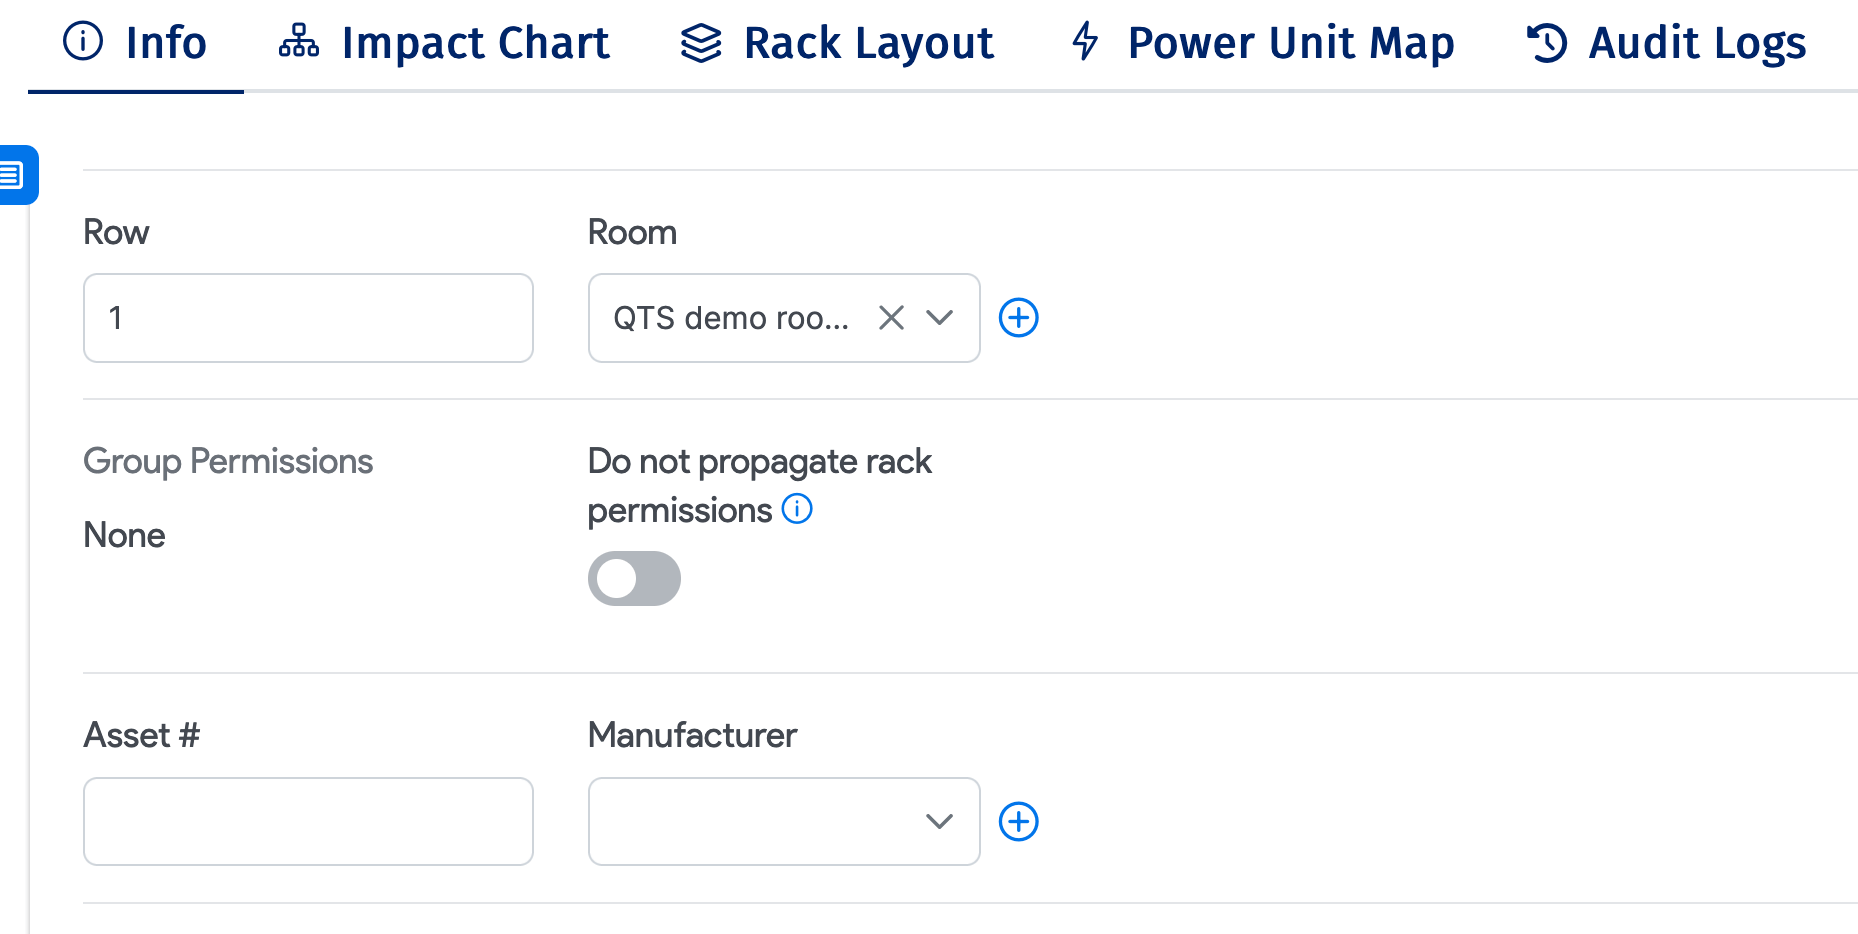 Info Impact Chart Rack Layout Power Unit Map Audit Logs
Row Room
1 QTS demo roo...
Group Permissions Do not propagate rack
permissions
None
Asset # Manufacturer